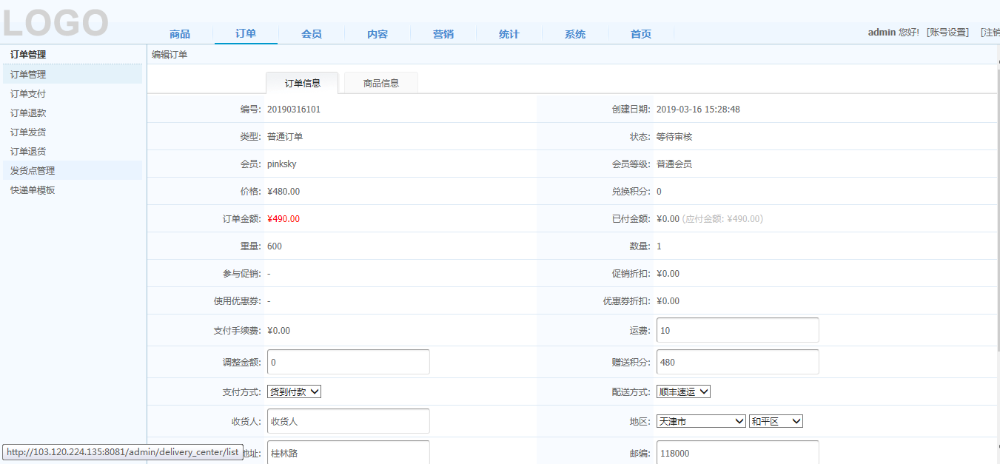 LOGO
商品 订单 会员 内容 营销 统计 系统 首页
admin 您好! [账号设置] [注销
订单管理
编辑订单
订单管理
订单支付
订单退款
订单发货
订单退货
发货点管理
快递单模板
订单信息 商品信息
编号: 20190316101 创建日期: 2019-03-16 15:28:48
类型: 普通订单 状态: 等待审核
会员: pinksky 会员等级: 普通会员
价格: ¥480.00 兑换积分: 0
订单金额: ¥490.00 已付金额: ¥0.00 (应付金额: ¥490.00)
重量: 600 数量: 1
参与促销: - 促销折扣: ¥0.00
使用优惠券: - 优惠券折扣: ¥0.00
支付手续费: ¥0.00 运费: 10
调整金额: 0 赠送积分: 480
支付方式: 货到付款 配送方式: 顺丰速运
收货人: 收货人 地区: 天津市 和平区
地址: 桂林路 邮编: 118000
http://103.120.224.135:8081/admin/delivery_center/list